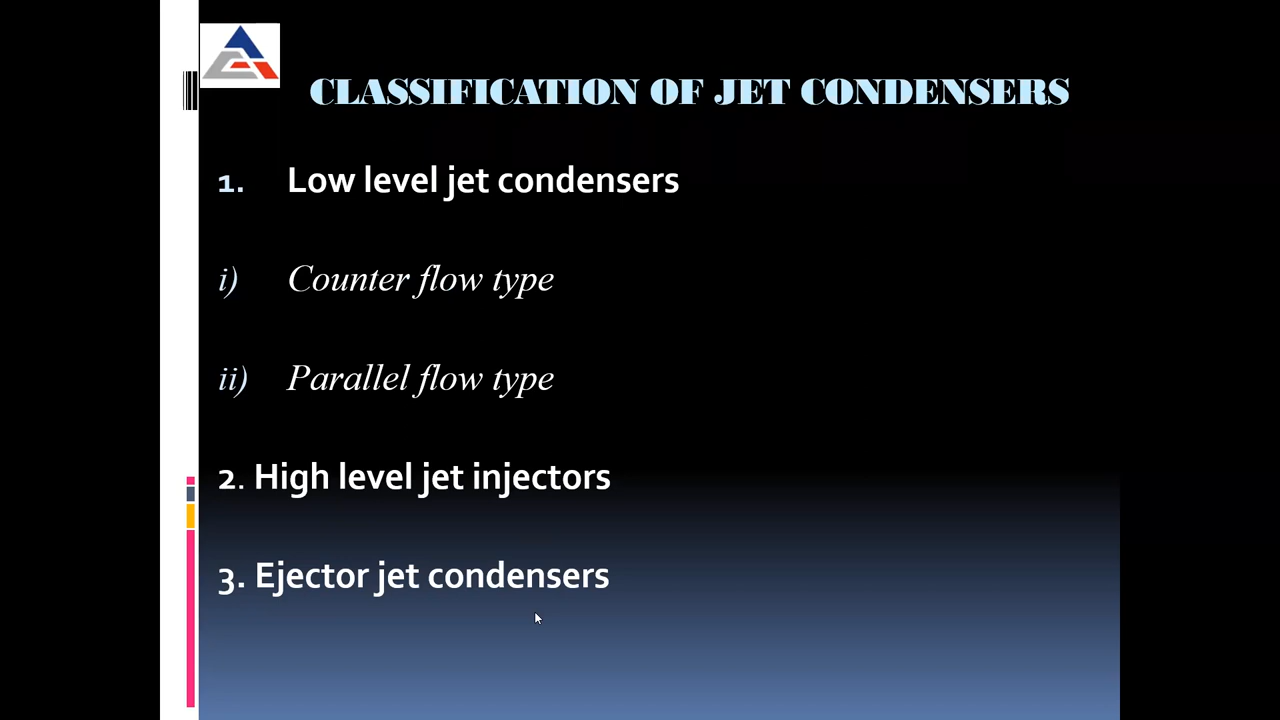 CLASSIFICATION OF JET CONDENSERS
1. Low level jet condensers
i) Counter flow type
ii) Parallel flow type
2. High level jet injectors
3. Ejector jet condensers